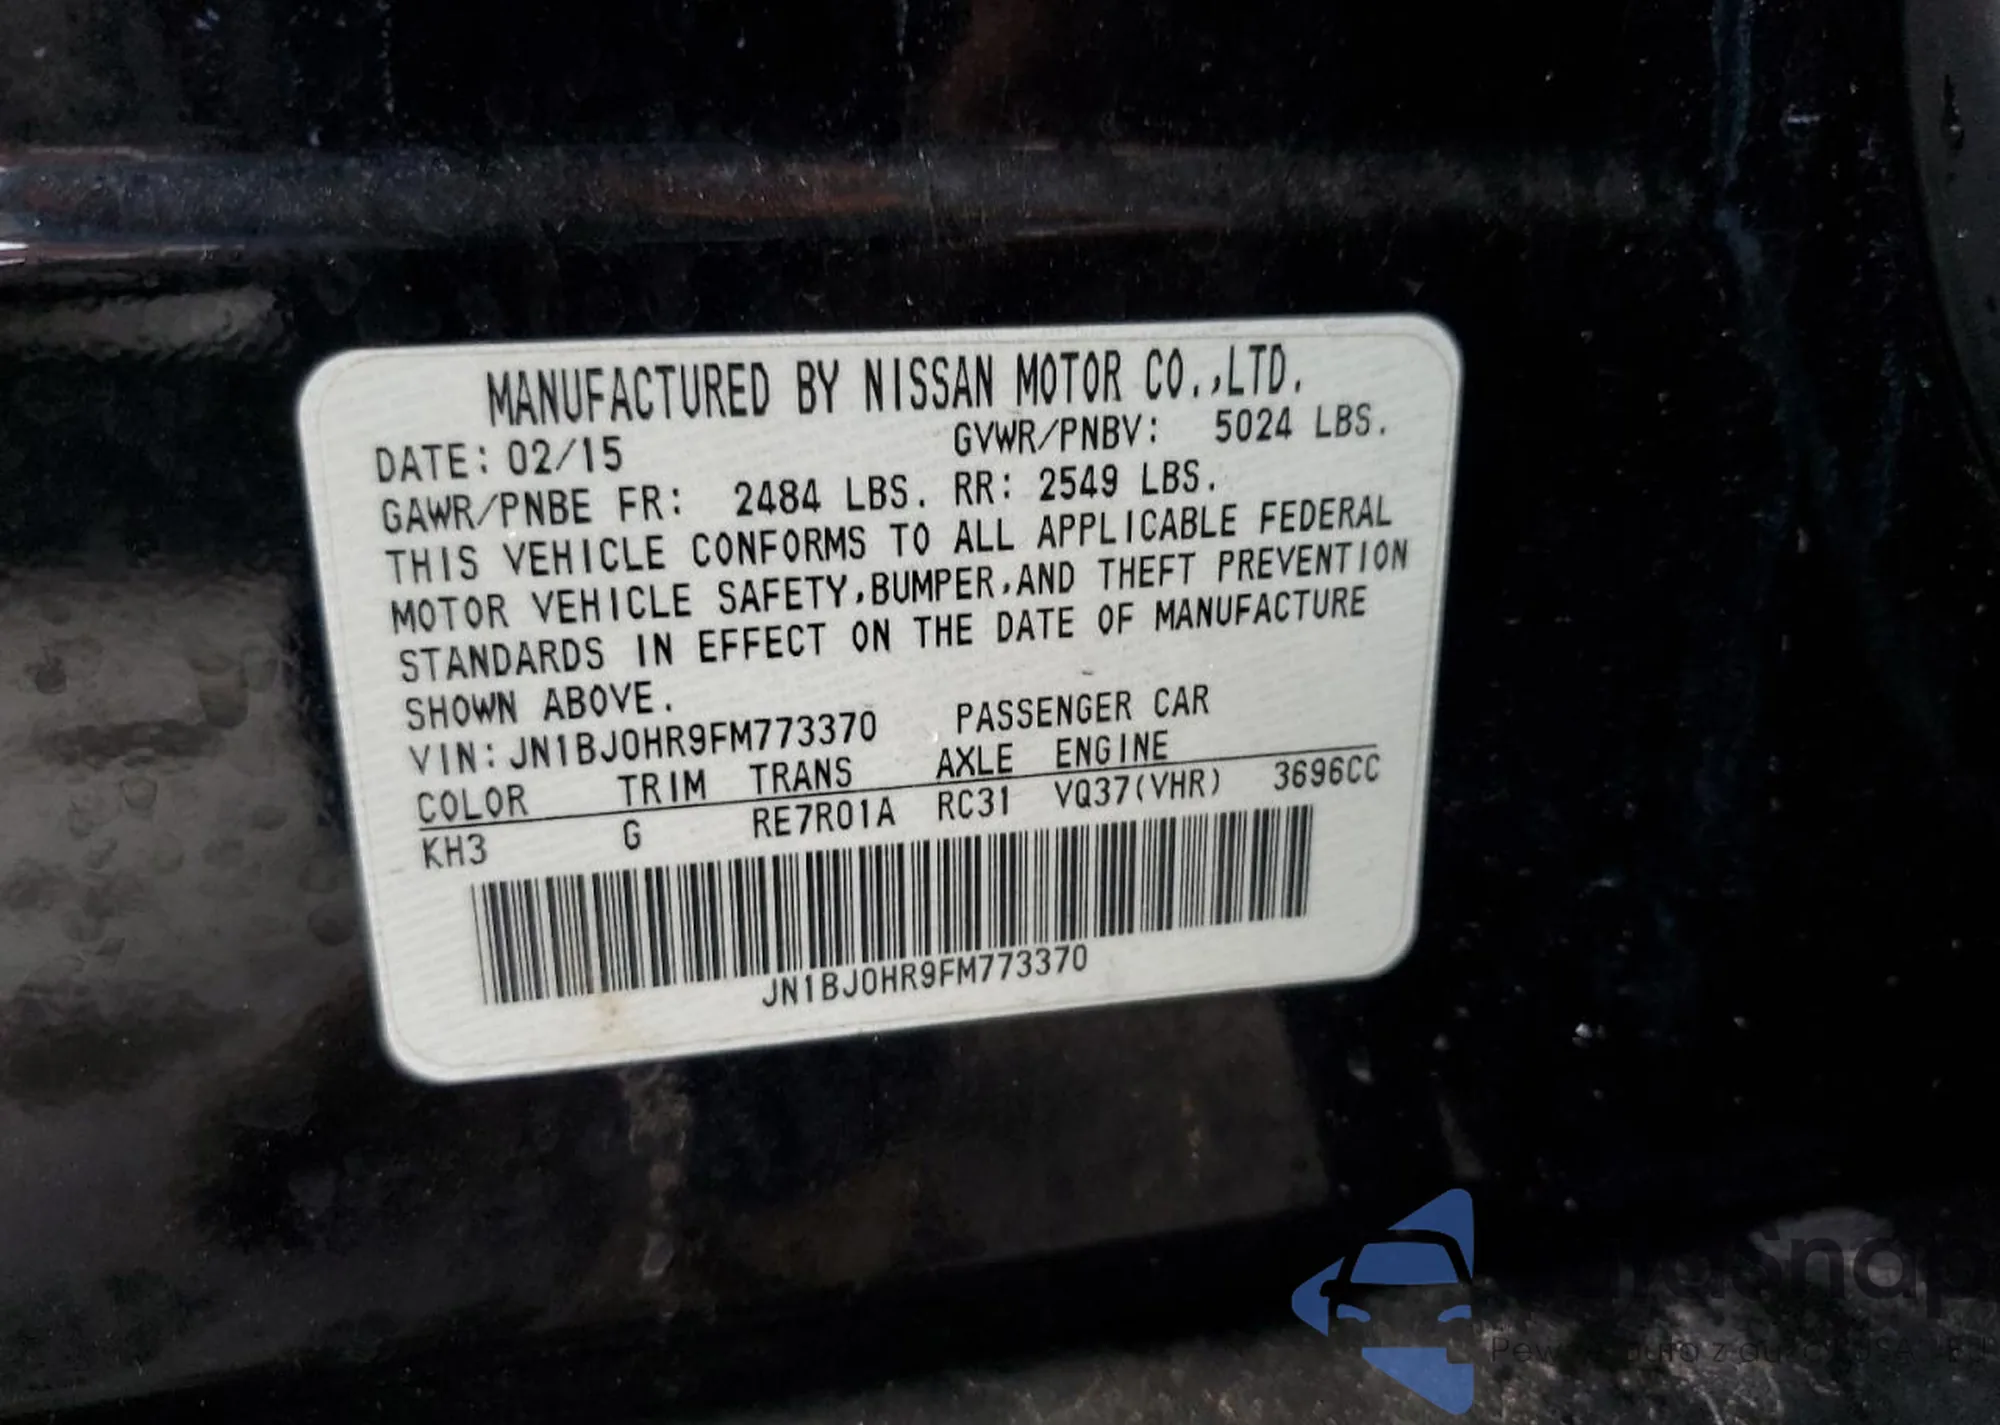 MANUFACTURED BY NISSAN MOTOR CO.,LTD.
DATE: 02/15 GVWR/PNBV: 5024 LBS.
GAWR/PNBE FR: 2484 LBS. RR: 2549 LBS.
THIS VEHICLE CONFORMS TO ALL APPLICABLE FEDERAL
MOTOR VEHICLE SAFETY,BUMPER,AND THEFT PREVENTION
STANDARDS IN EFFECT ON THE DATE OF MANUFACTURE
SHOWN ABOVE.
VIN: JN1BJ0HR9FM773370 PASSENGER CAR
COLOR TRIM TRANS AXLE ENGINE
KH3 G RE7R01A RC31 VQ37(VHR) 3696CC
JN1BJ0HR9FM773370